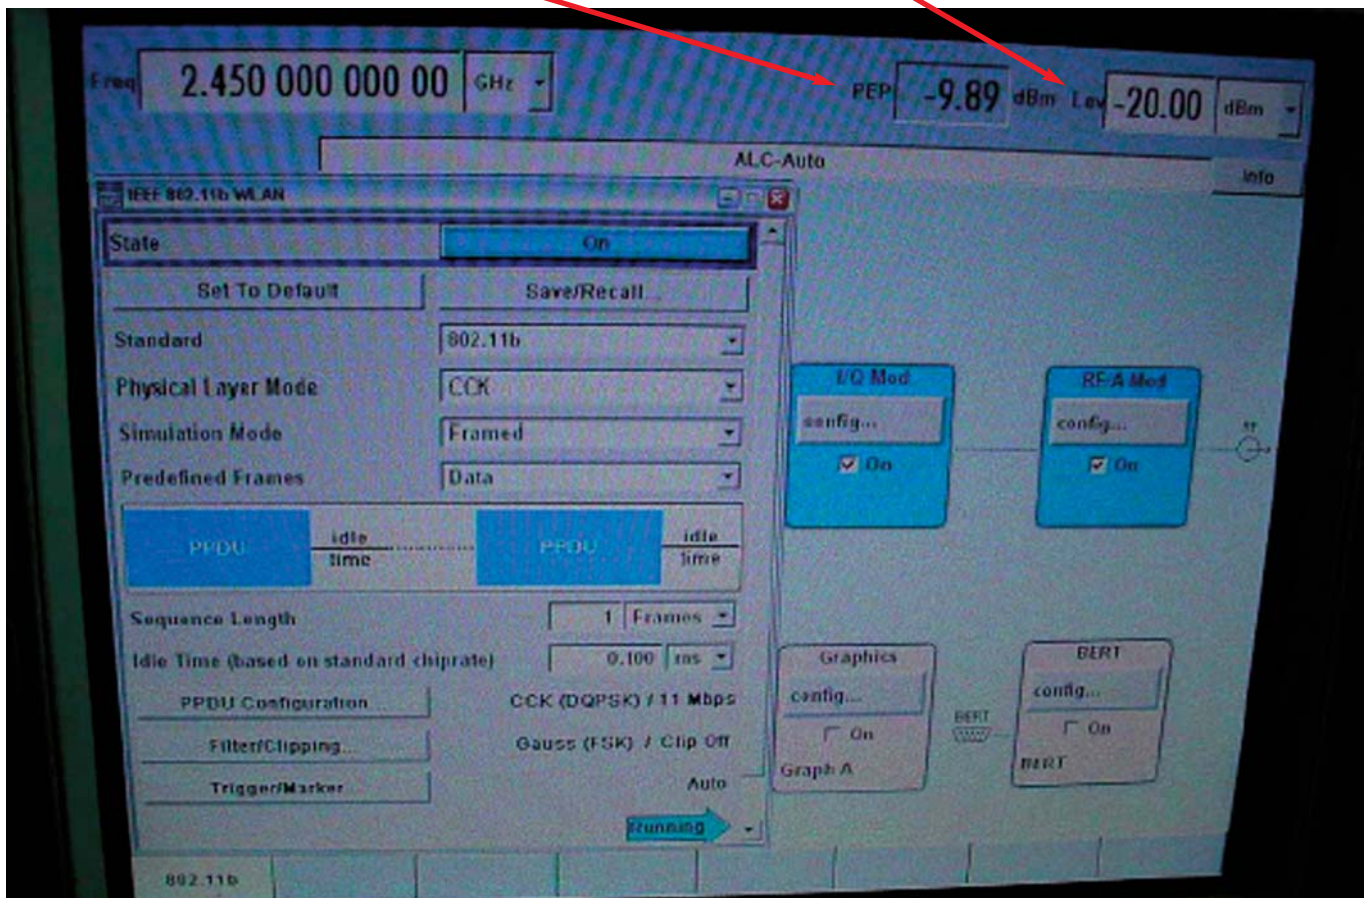 Freq 2.450 000 000 00 GHz PEP -9.89 dBm Lev -20.00 dBm
ALC-Auto
Info
IEEE 802.11b WLAN
State On
Set To Default Save/Recall...
Standard 802.11b
Physical Layer Mode CCK
Simulation Mode Framed
Predefined Frames Data
PPDU idle time PPDU idle time
Sequence Length 1 Frames
Idle Time (based on standard chiprate) 0.100 ms
PPDU Configuration... CCK (DQPSK) / 11 Mbps
Filter/Clipping... Gauss (FSK) / Clip Off
Trigger/Marker... Auto
Running
I/Q Mod
config...
On
RF/A Mod
config...
On
RF
Graphics
config...
On
Graph A
BERT
BERT
config...
On
BERT
802.11b